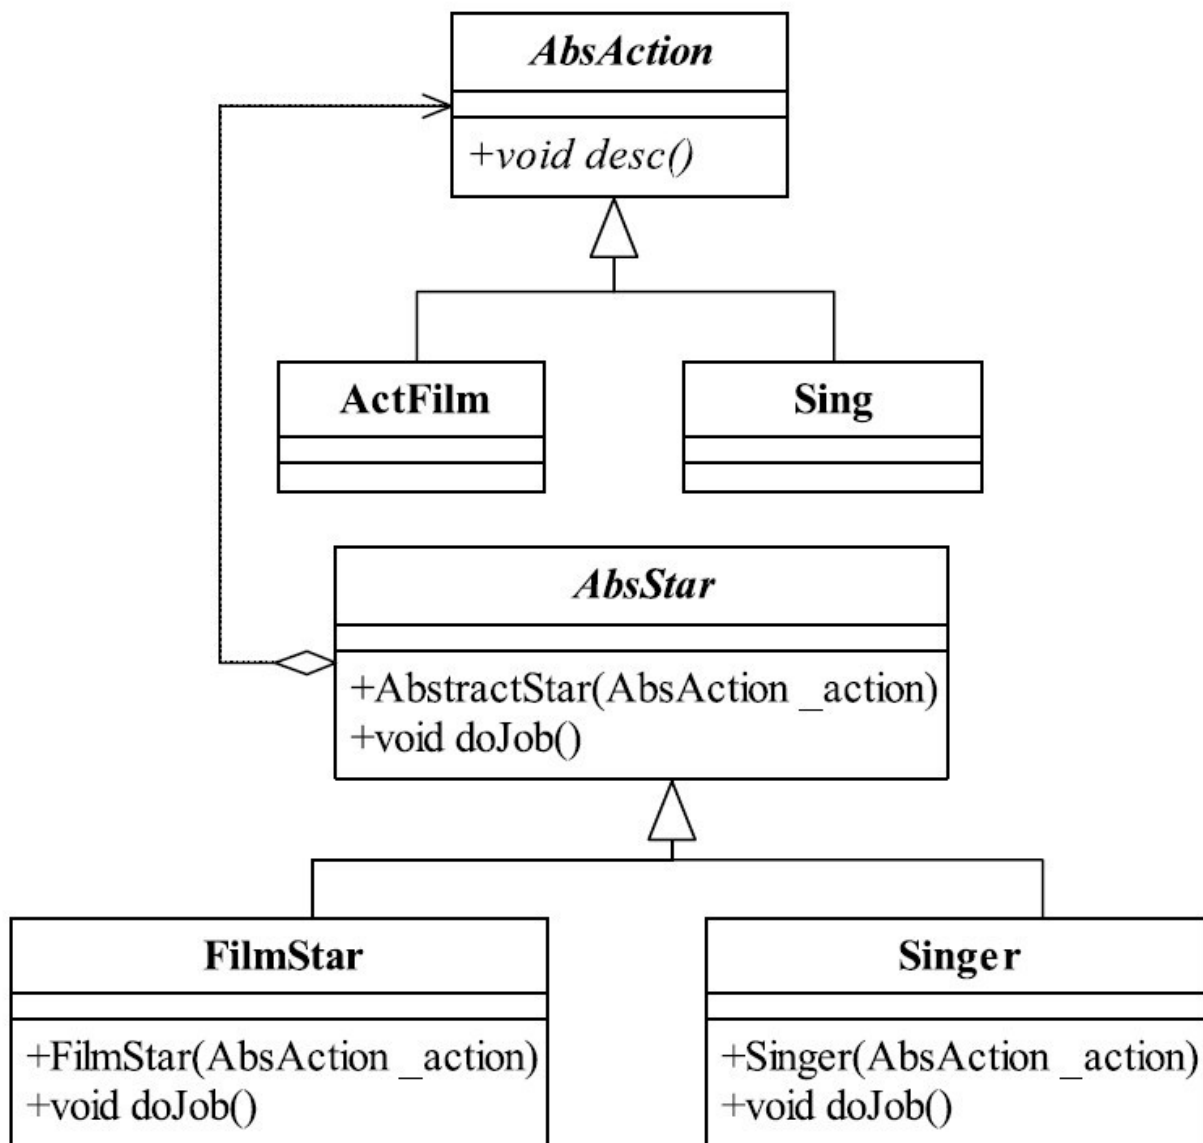 AbsAction
+void desc()
ActFilm
Sing
AbsStar
+AbstractStar(AbsAction _action)
+void doJob()
FilmStar
+FilmStar(AbsAction _action)
+void doJob()
Singer
+Singer(AbsAction _action)
+void doJob()